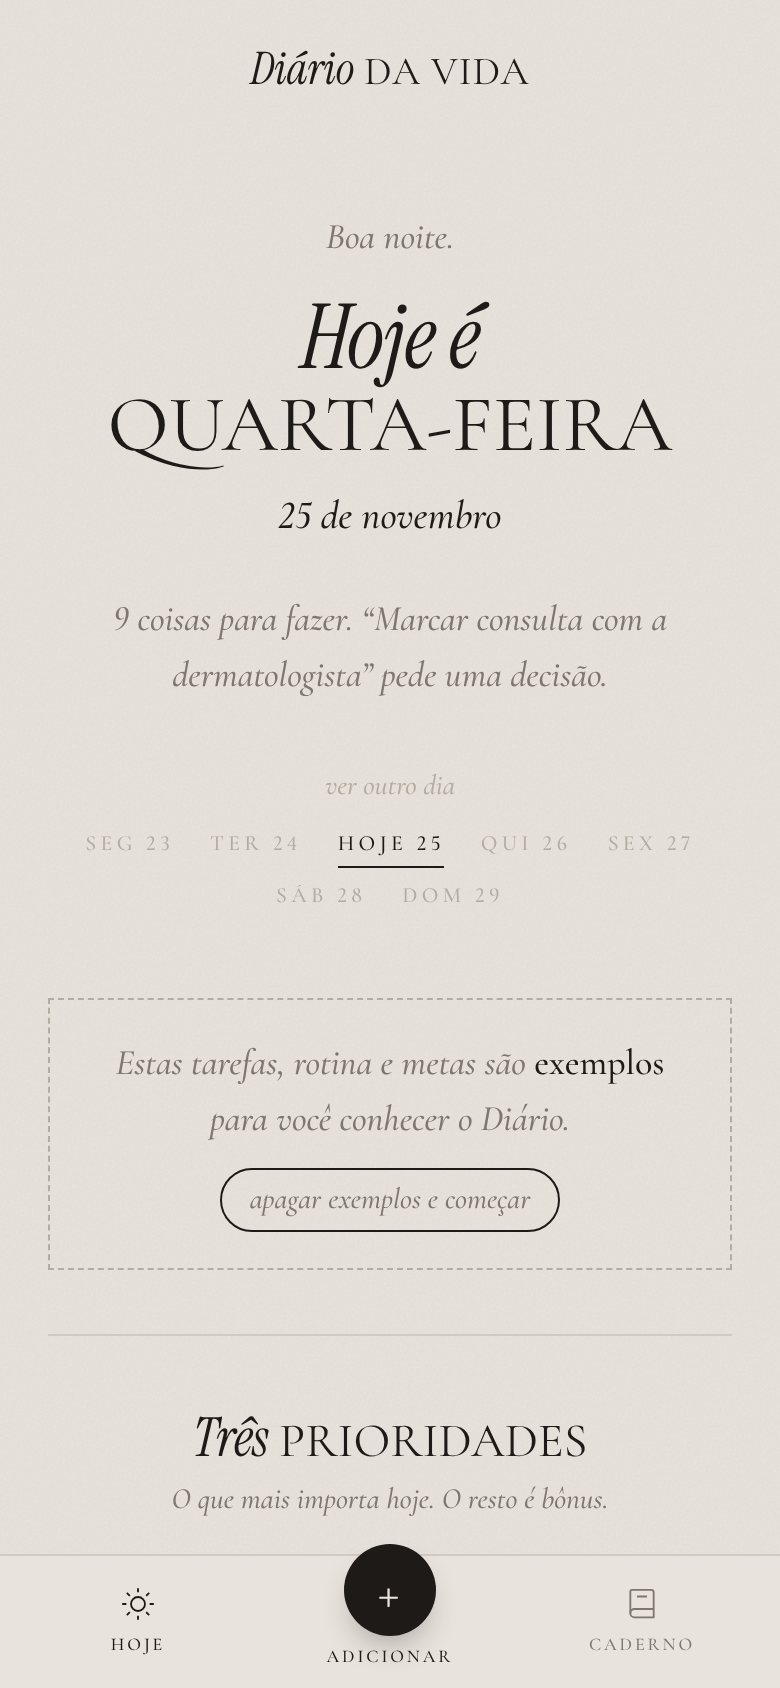 Diário DA VIDA
Boa noite.
Hoje é
QUARTA-FEIRA
25 de novembro
9 coisas para fazer. “Marcar consulta com a
dermatologista” pede uma decisão.
ver outro dia
SEG 23 TER 24 HOJE 25 QUI 26 SEX 27
SÁB 28 DOM 29
Estas tarefas, rotina e metas são exemplos
para você conhecer o Diário.
apagar exemplos e começar
Três PRIORIDADES
O que mais importa hoje. O resto é bônus.
+
HOJE ADICIONAR CADERNO